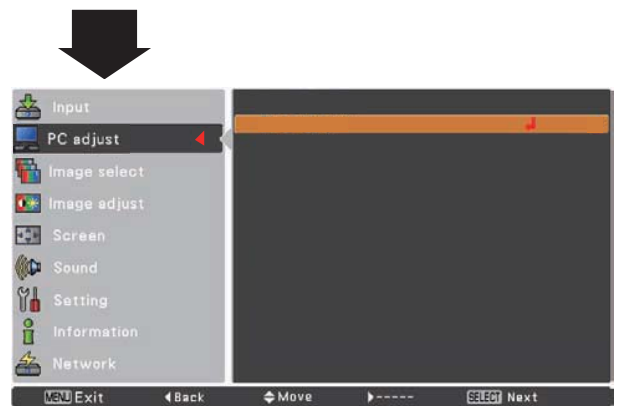 Input
PC adjust
Image select
Image adjust
Screen
Sound
Setting
Information
Network
MENU Exit ◀Back Move ▶----- SELECT Next